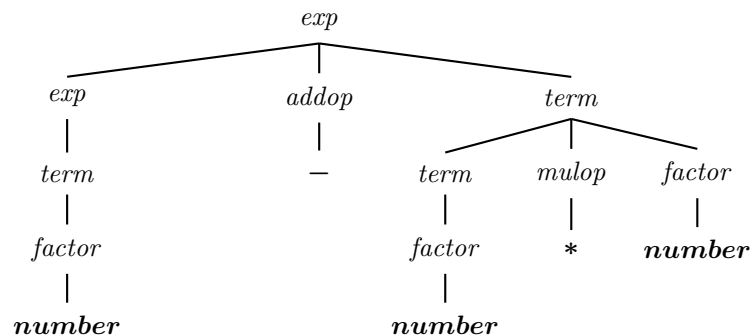 exp
exp addop term
term − term mulop factor
factor factor * number
number number